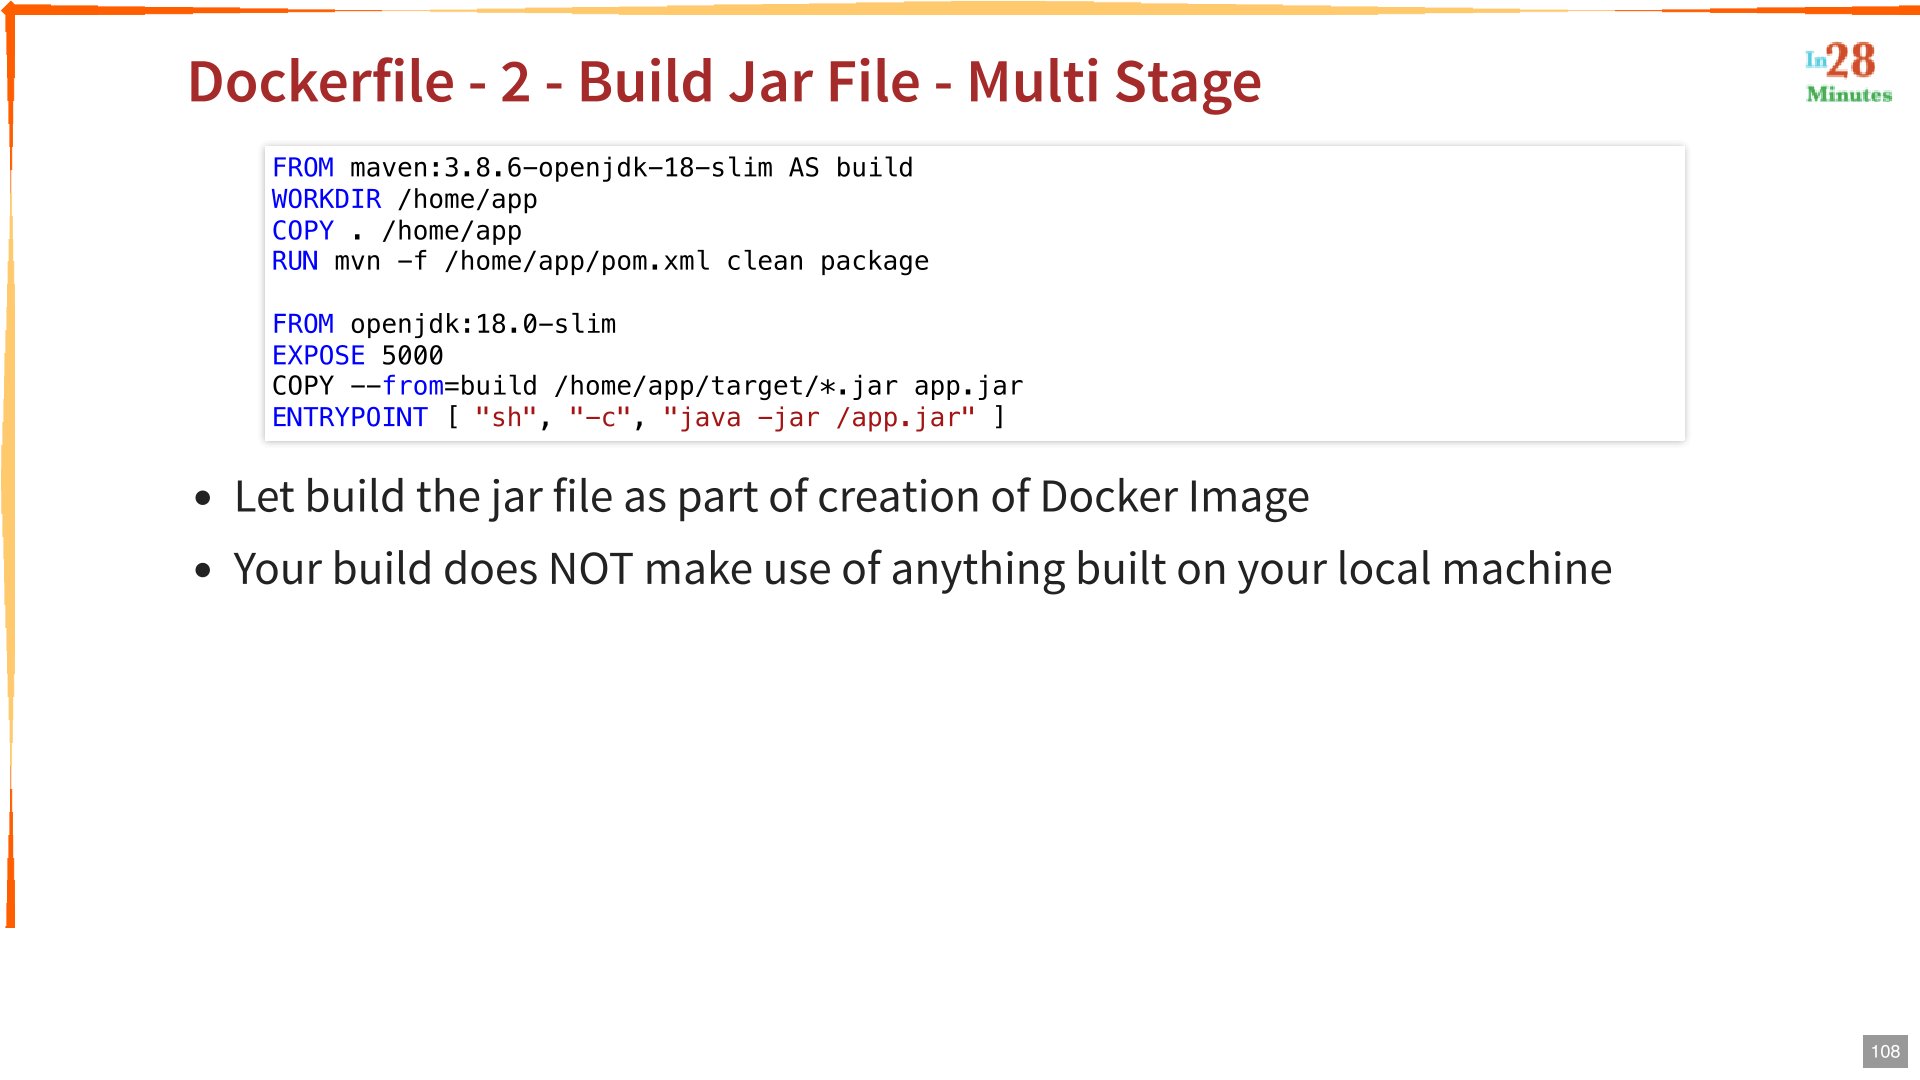 Dockerfile - 2 - Build Jar File - Multi Stage
In28
Minutes
FROM maven:3.8.6-openjdk-18-slim AS build
WORKDIR /home/app
COPY . /home/app
RUN mvn -f /home/app/pom.xml clean package
FROM openjdk:18.0-slim
EXPOSE 5000
COPY --from=build /home/app/target/*.jar app.jar
ENTRYPOINT [ "sh", "-c", "java -jar /app.jar" ]
• Let build the jar file as part of creation of Docker Image
• Your build does NOT make use of anything built on your local machine
108